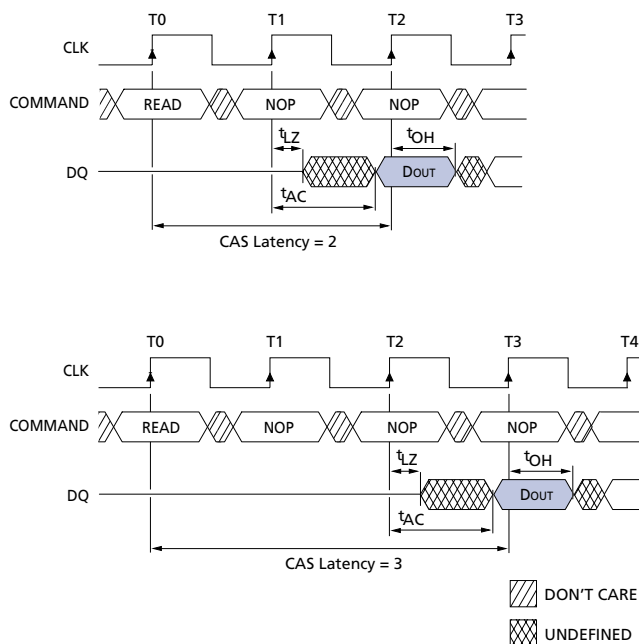 T0 T1 T2 T3
CLK
COMMAND READ NOP NOP
tLZ tOH
DQ DOUT
tAC
CAS Latency = 2
T0 T1 T2 T3 T4
CLK
COMMAND READ NOP NOP NOP
tLZ tOH
DQ DOUT
tAC
CAS Latency = 3
DON'T CARE
UNDEFINED